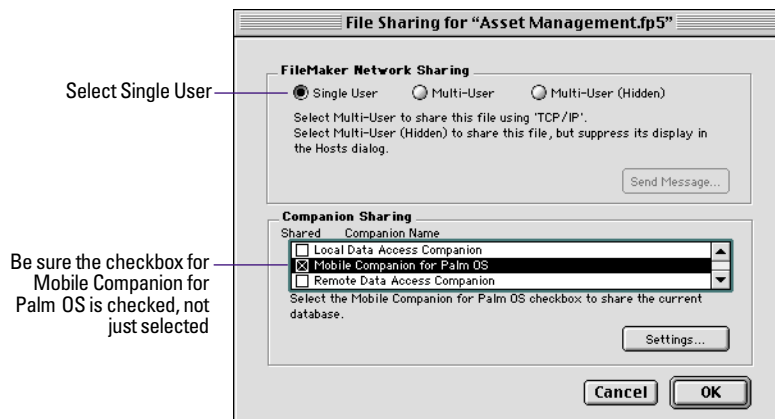 File Sharing for “Asset Management.fp5”
FileMaker Network Sharing
Select Single User
Single User Multi-User Multi-User (Hidden)
Select Multi-User to share this file using 'TCP/IP'.
Select Multi-User (Hidden) to share this file, but suppress its display in
the Hosts dialog.
Send Message...
Companion Sharing
Shared Companion Name
Local Data Access Companion
Be sure the checkbox for
Mobile Companion for
Palm OS is checked, not
just selected
Mobile Companion for Palm OS
Remote Data Access Companion
Select the Mobile Companion for Palm OS checkbox to share the current
database.
Settings...
Cancel OK